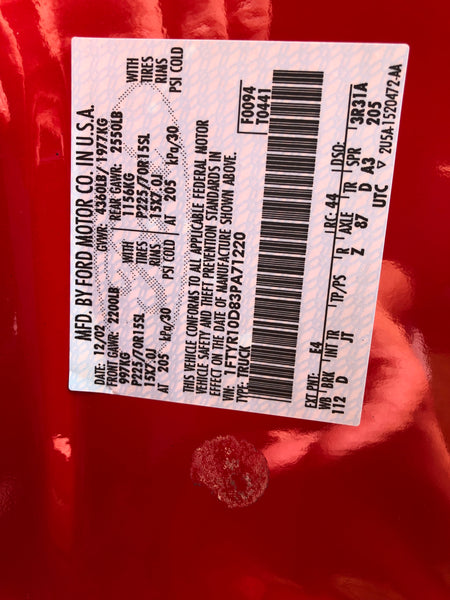 MFD. BY FORD MOTOR CO. IN U.S.A.
DATE: 12/02 GVWR: 4360LB / 1977KG
FRONT GAWR: 2200LB REAR GAWR: 2550LB WITH
997KG 1156KG TIRES
P225/70R15SL P225/70R15SL RIMS
15X7.0J 15X7.0J PSI COLD
AT 205 kPa/30 PSI COLD AT 205 kPa/30
WITH
TIRES
RIMS
THIS VEHICLE CONFORMS TO ALL APPLICABLE FEDERAL MOTOR
VEHICLE SAFETY AND THEFT PREVENTION STANDARDS IN
EFFECT ON THE DATE OF MANUFACTURE SHOWN ABOVE.
VIN: 1FTYR10D83PA71220
TYPE: TRUCK
F0094
T0441
EXT PNT: E4 RC: 44 DSO: 3R31A
WB BRK INT TR TP/PS R AXLE TR SPR 205
112 D JT Z 87 D A3
UTC 2U5A-1520472-AA